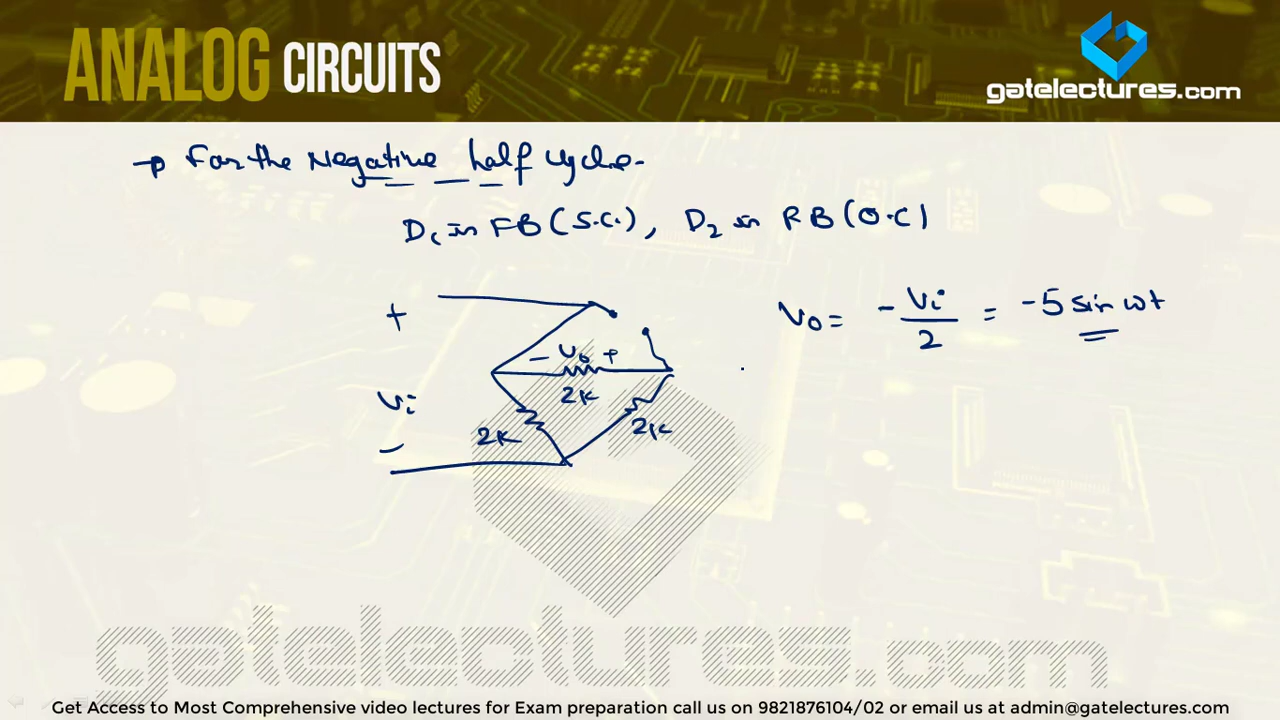 ANALOG CIRCUITS
gatelectures.com
→ For the Negative half cycle.
D1 in FB (S.C.), D2 in RB (O.C)
+
Vi
-
- Vo +
2K
2K
2K
Vo = -Vi/2 = -5 sin ωt
gatelectures.com
Get Access to Most Comprehensive video lectures for Exam preparation call us on 9821876104/02 or email us at admin@gatelectures.com